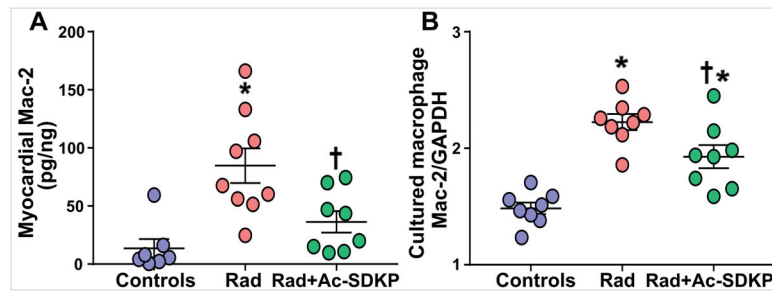 A
Myocardial Mac-2
(pg/ng)
200
150
100
50
0
*
†
Controls Rad Rad+Ac-SDKP
B
Cultured macrophage
Mac-2/GAPDH
3
2
1
*
†*
Controls Rad Rad+Ac-SDKP